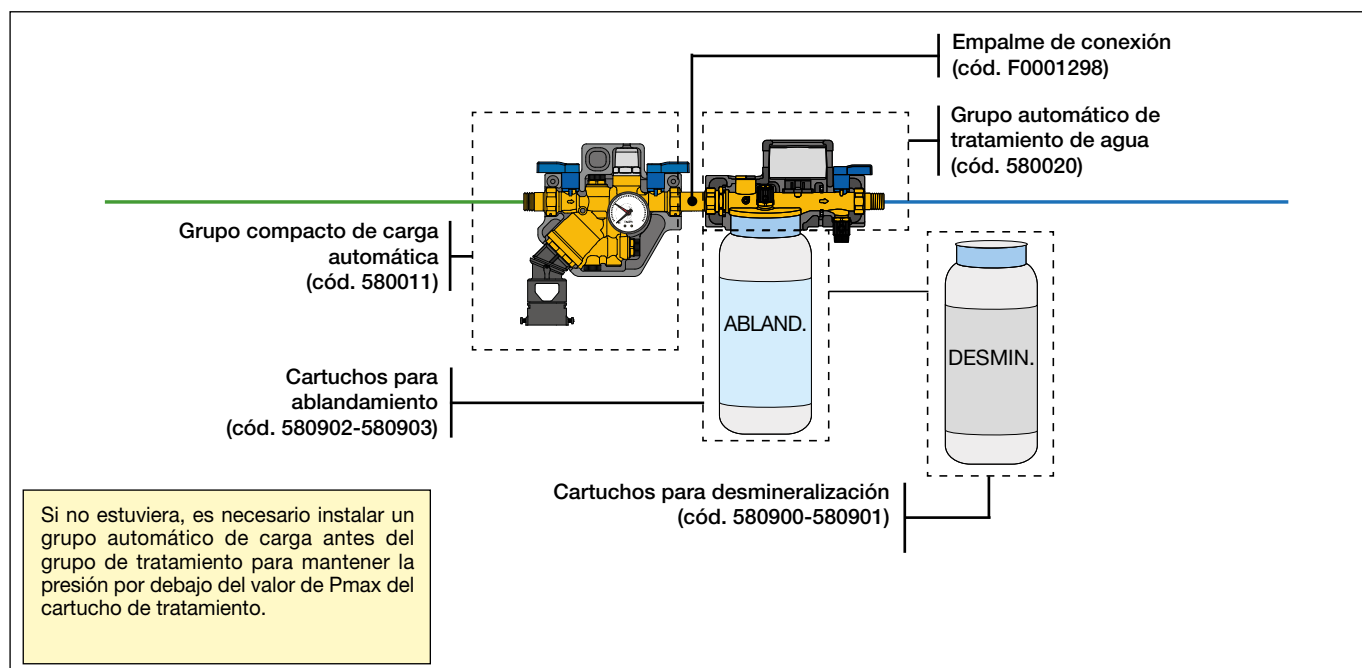 Empalme de conexión
(cód. F0001298)
Grupo automático de
tratamiento de agua
(cód. 580020)
Grupo compacto de carga
automática
(cód. 580011)
ABLAND.
DESMIN.
Cartuchos para
ablandamiento
(cód. 580902-580903)
Cartuchos para desmineralización
(cód. 580900-580901)
Si no estuviera, es necesario instalar un
grupo automático de carga antes del
grupo de tratamiento para mantener la
presión por debajo del valor de Pmax del
cartucho de tratamiento.